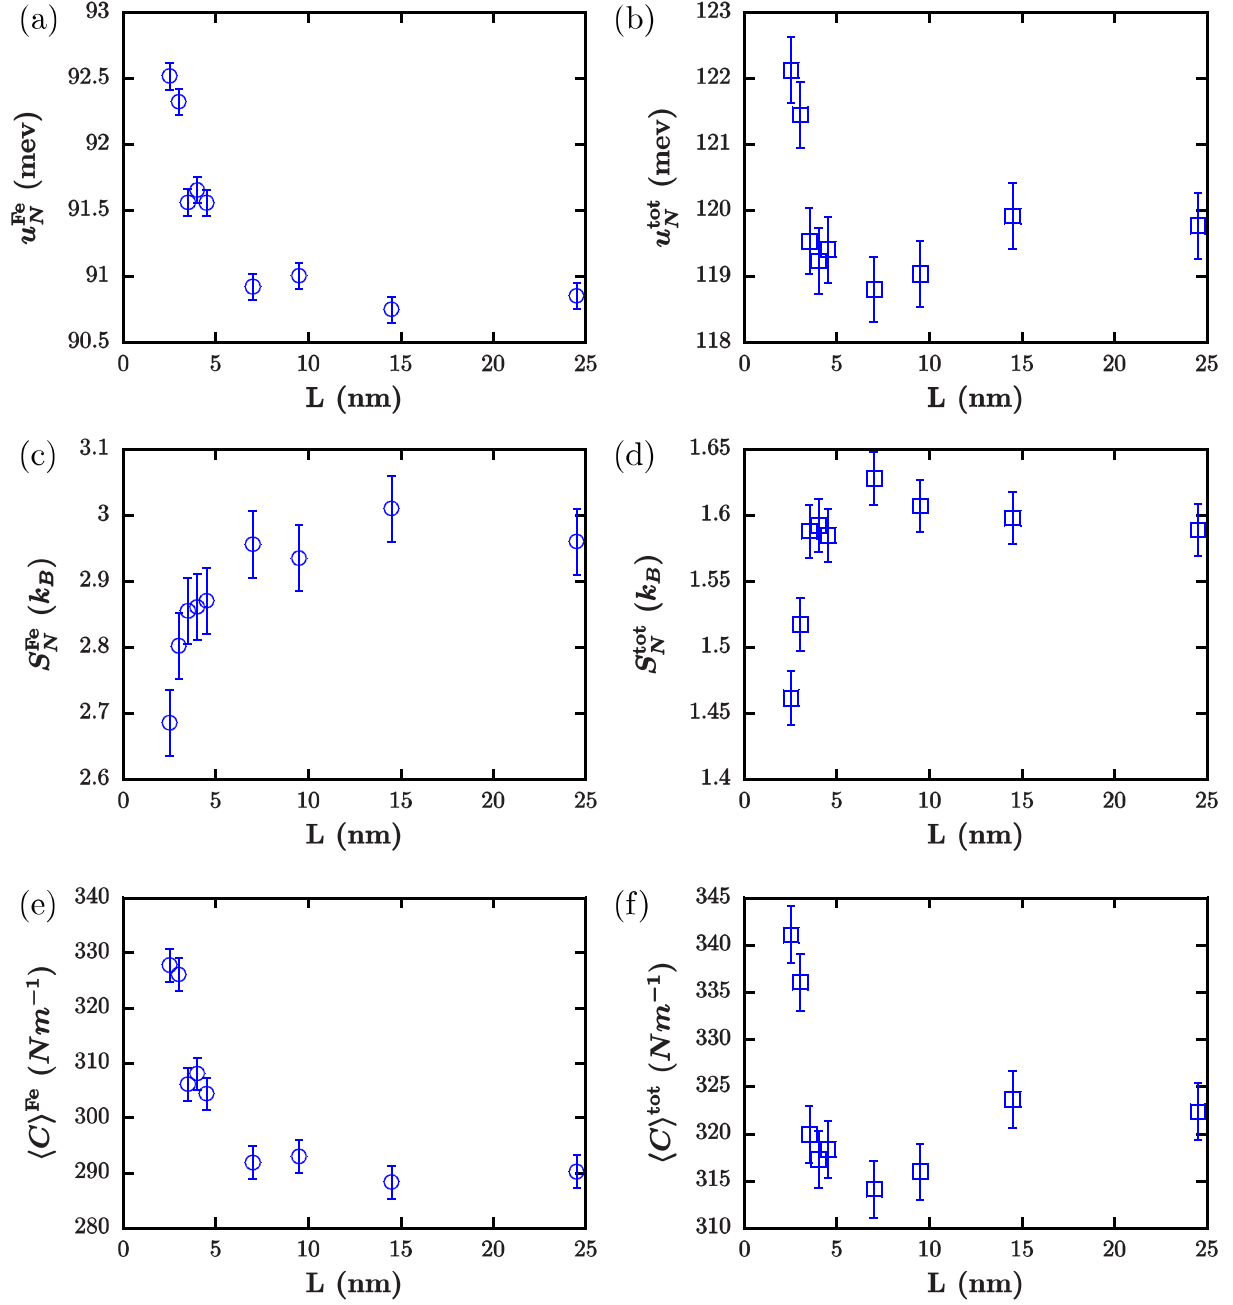 (a)
93
92.5
92
91.5
91
90.5
0 5 10 15 20 25
u_N^Fe (mev)
L (nm)
(b)
123
122
121
120
119
118
0 5 10 15 20 25
u_N^tot (mev)
L (nm)
(c)
3.1
3
2.9
2.8
2.7
2.6
0 5 10 15 20 25
S_N^Fe (k_B)
L (nm)
(d)
1.65
1.6
1.55
1.5
1.45
1.4
0 5 10 15 20 25
S_N^tot (k_B)
L (nm)
(e)
340
330
320
310
300
290
280
0 5 10 15 20 25
⟨C⟩^Fe (Nm^−1)
L (nm)
(f)
345
340
335
330
325
320
315
310
0 5 10 15 20 25
⟨C⟩^tot (Nm^−1)
L (nm)